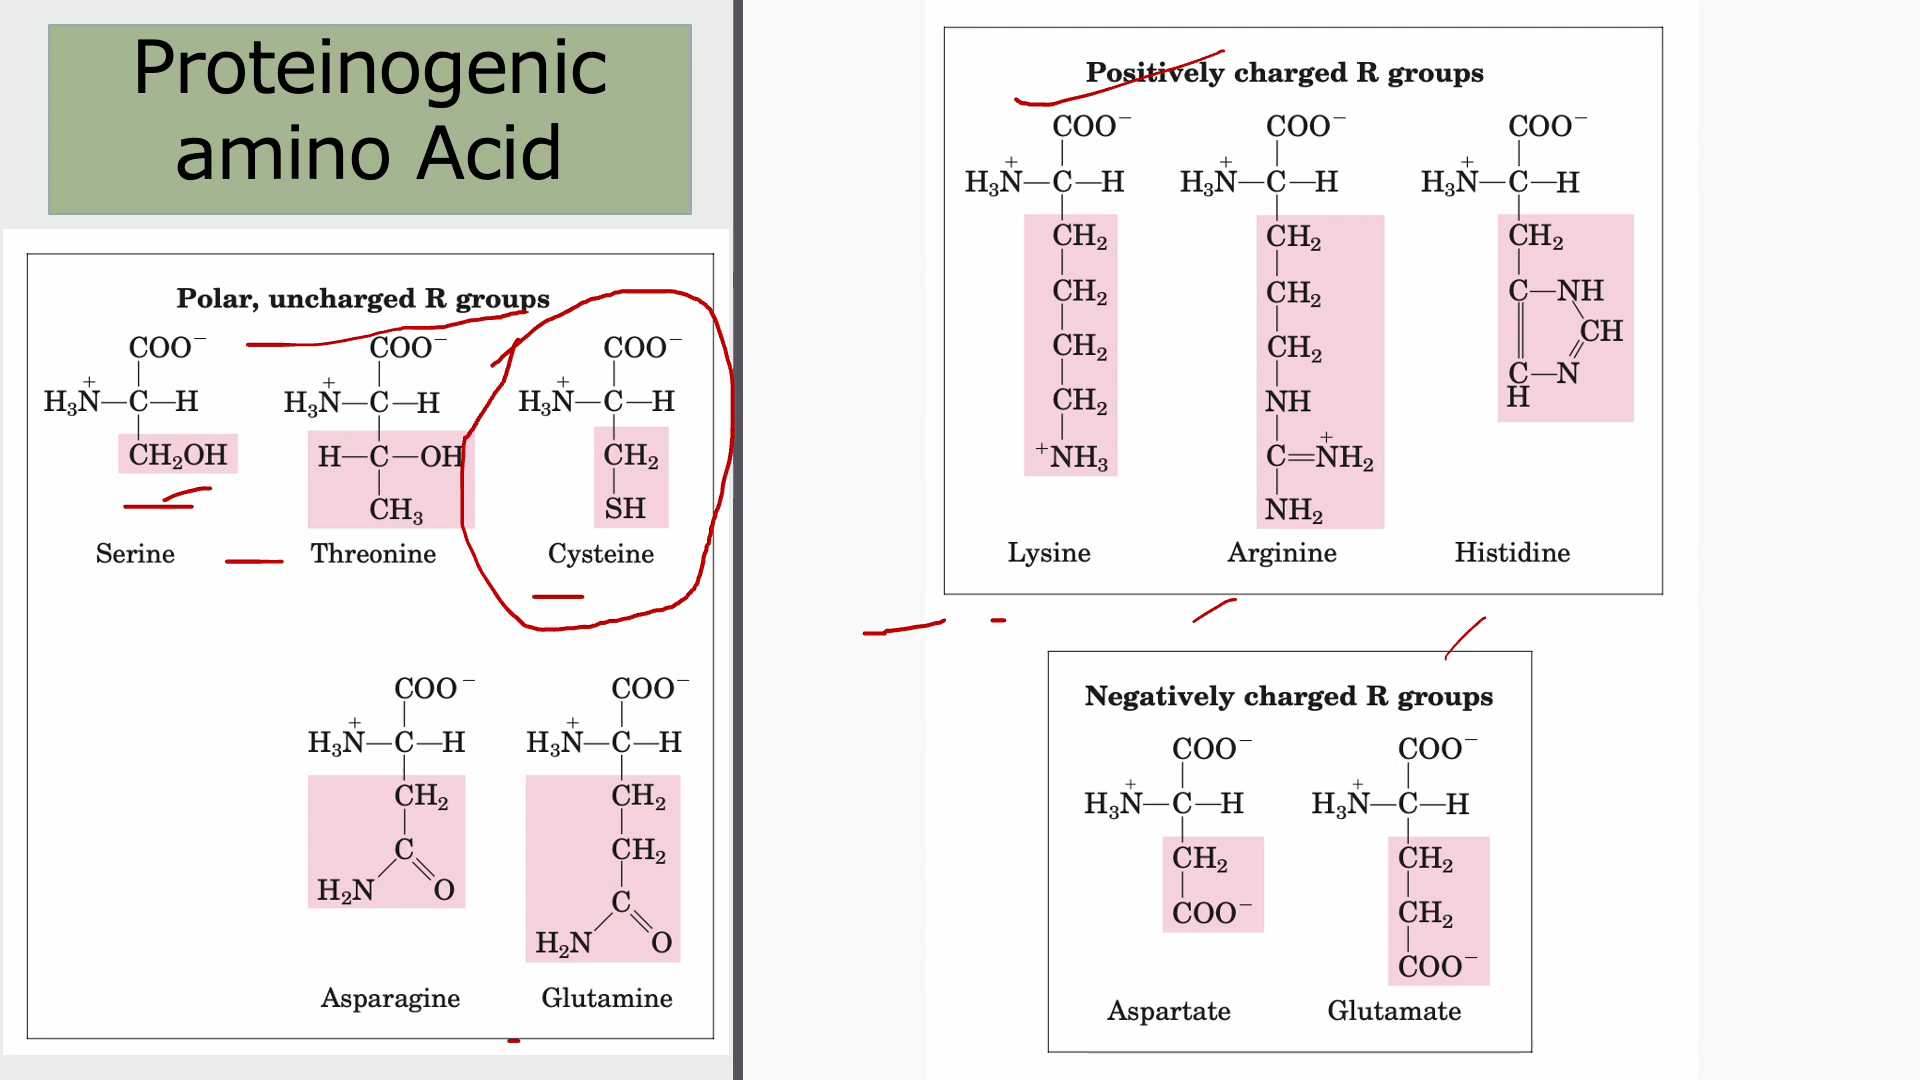 Proteinogenic
amino Acid
Polar, uncharged R groups
COO⁻ COO⁻ COO⁻
H₃N⁺—C—H H₃N⁺—C—H H₃N⁺—C—H
CH₂OH H—C—OH CH₂
CH₃ SH
Serine Threonine Cysteine
COO⁻ COO⁻
H₃N⁺—C—H H₃N⁺—C—H
CH₂ CH₂
C CH₂
H₂N O C
H₂N O
Asparagine Glutamine
Positively charged R groups
COO⁻ COO⁻ COO⁻
H₃N⁺—C—H H₃N⁺—C—H H₃N⁺—C—H
CH₂ CH₂ CH₂
CH₂ CH₂ C—NH
CH₂ CH₂ CH
CH₂ NH C—N
H
⁺NH₃ C=N⁺H₂
NH₂
Lysine Arginine Histidine
Negatively charged R groups
COO⁻ COO⁻
H₃N⁺—C—H H₃N⁺—C—H
CH₂ CH₂
COO⁻ CH₂
COO⁻
Aspartate Glutamate